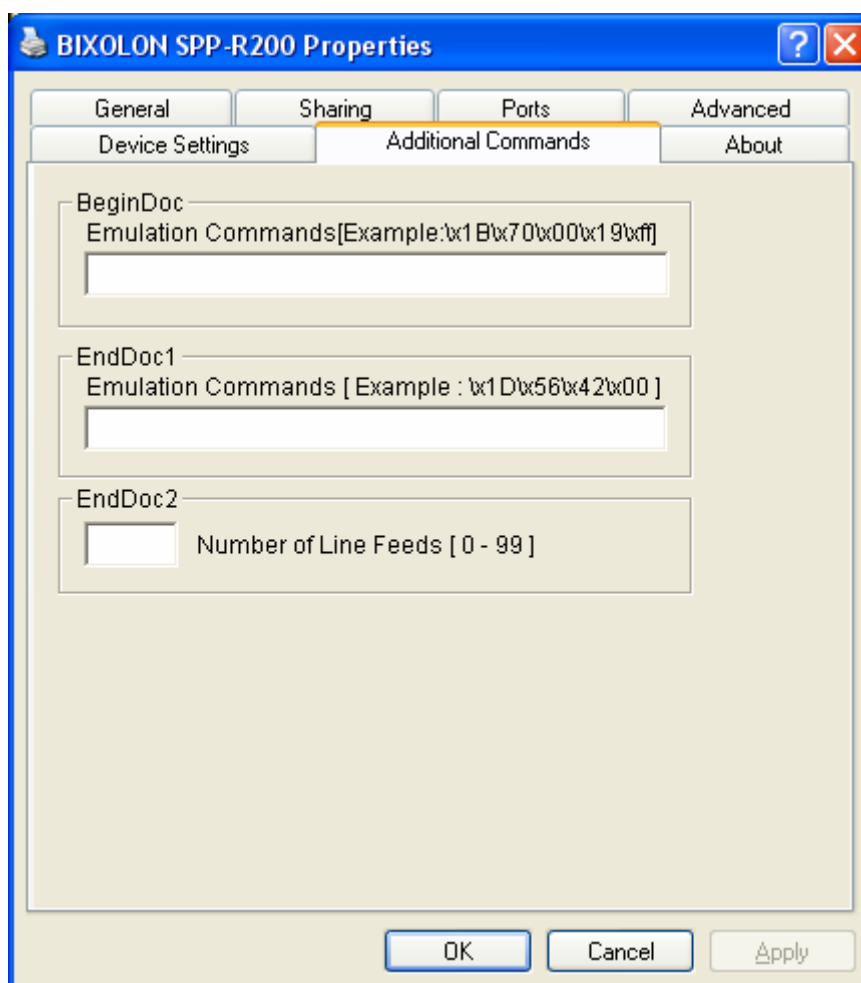 BIXOLON SPP-R200 Properties
General Sharing Ports Advanced
Device Settings Additional Commands About
BeginDoc
Emulation Commands[Example:\x1B\x70\x00\x19\xff]
EndDoc1
Emulation Commands [ Example : \x1D\x56\x42\x00 ]
EndDoc2
Number of Line Feeds [ 0 - 99 ]
OK Cancel Apply